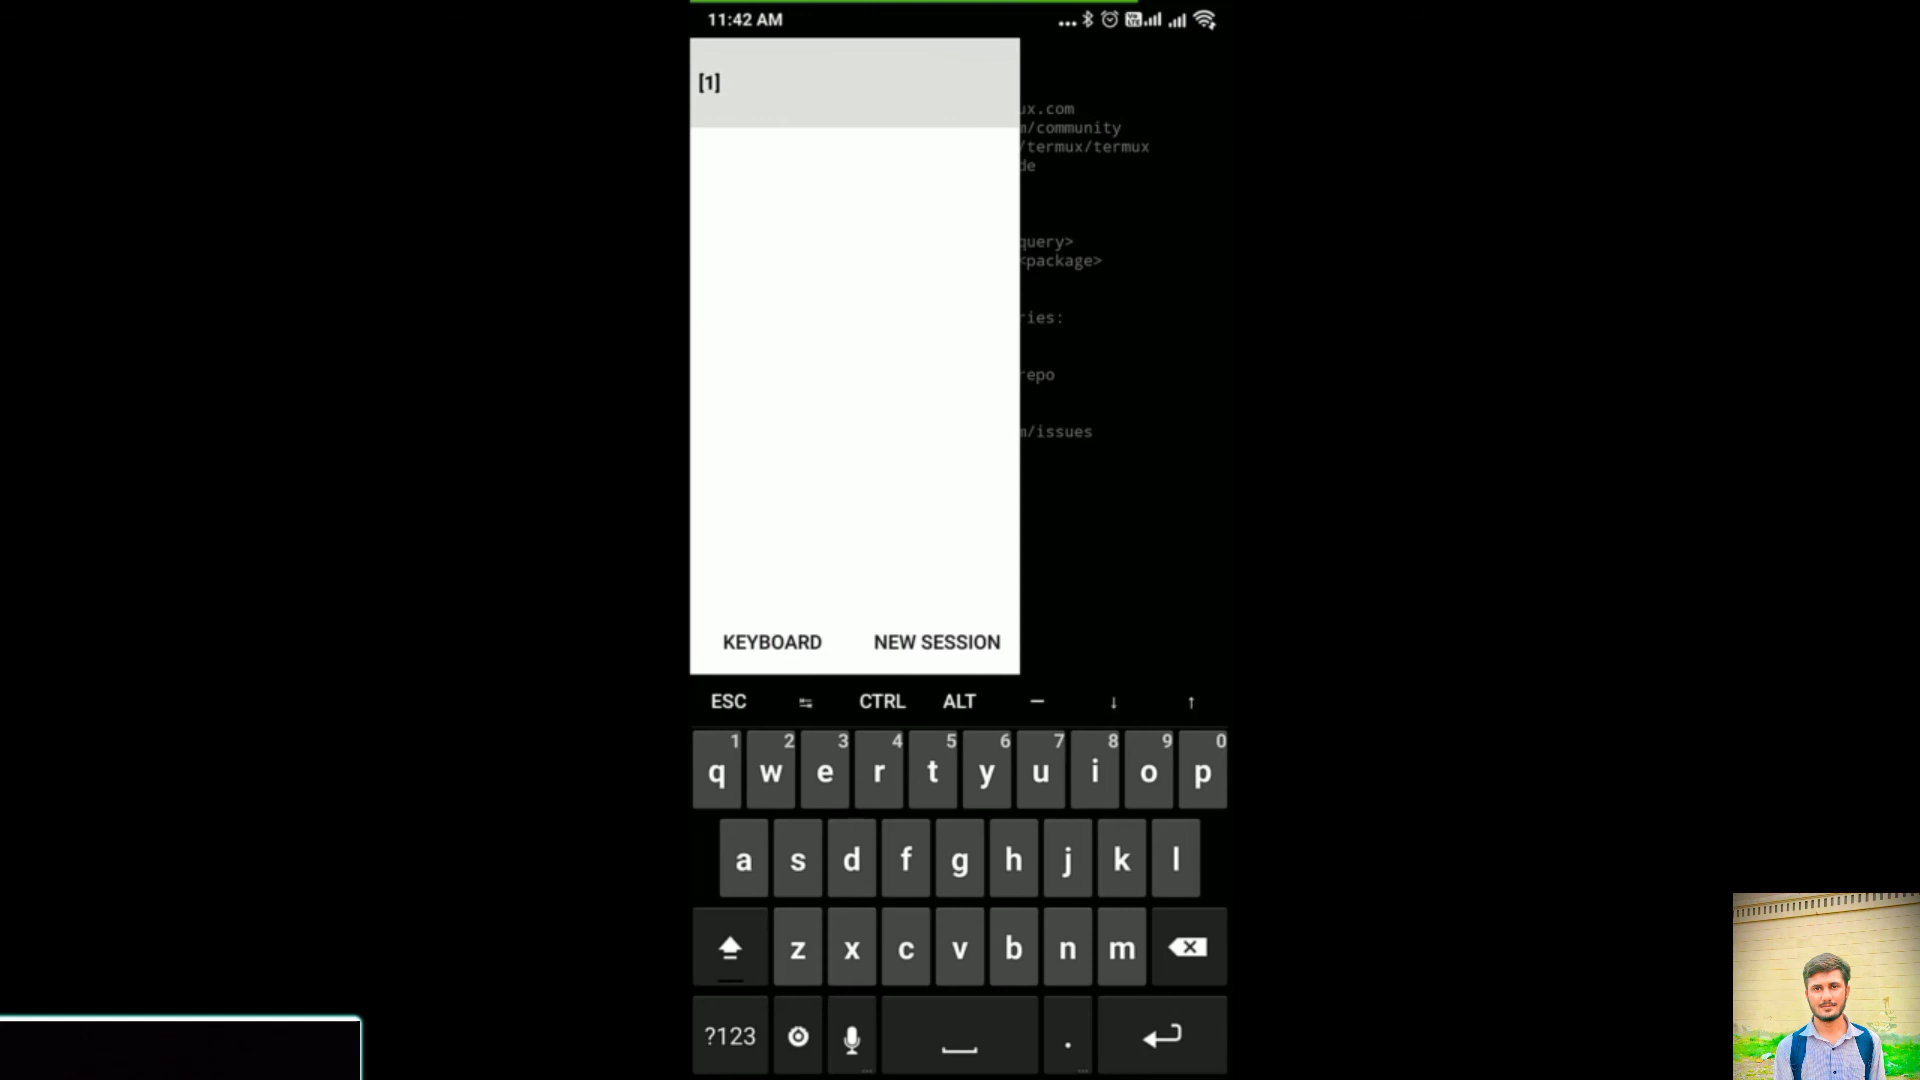 11:42 AM
[1]
ux.com
m/community
/termux/termux
de
query>
<package>
ries:
repo
m/issues
KEYBOARD NEW SESSION
ESC ⇆ CTRL ALT — ↓ ↑
1 2 3 4 5 6 7 8 9 0
q w e r t y u i o p
a s d f g h j k l
z x c v b n m
?123 .